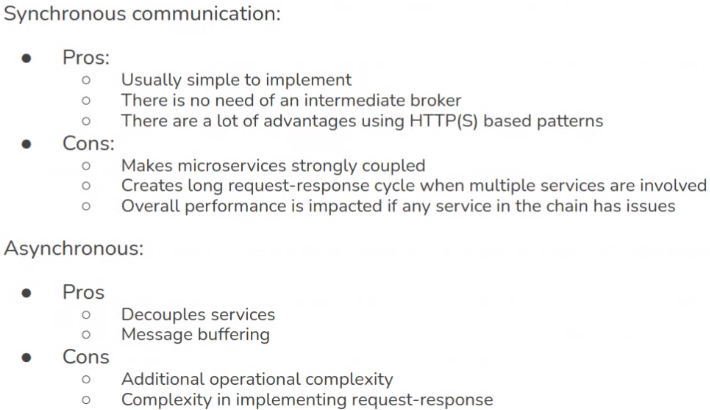 Synchronous communication:
● Pros:
○ Usually simple to implement
○ There is no need of an intermediate broker
○ There are a lot of advantages using HTTP(S) based patterns
● Cons:
○ Makes microservices strongly coupled
○ Creates long request-response cycle when multiple services are involved
○ Overall performance is impacted if any service in the chain has issues
Asynchronous:
● Pros
○ Decouples services
○ Message buffering
● Cons
○ Additional operational complexity
○ Complexity in implementing request-response